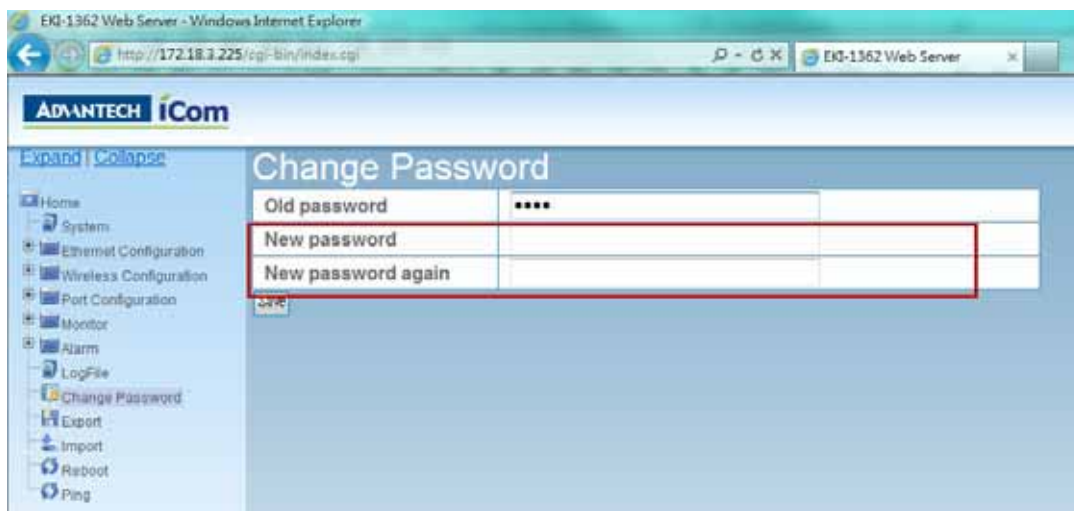 EKI-1362 Web Server - Windows Internet Explorer
http://172.18.3.225/cgi-bin/index.cgi
EKI-1362 Web Server
ADVANTECH iCom
Expand | Collapse
Change Password
Home
System
Ethernet Configuration
Wireless Configuration
Port Configuration
Monitor
Alarm
LogFile
Change Password
Export
Import
Reboot
Ping
Old password ••••
New password
New password again
Save